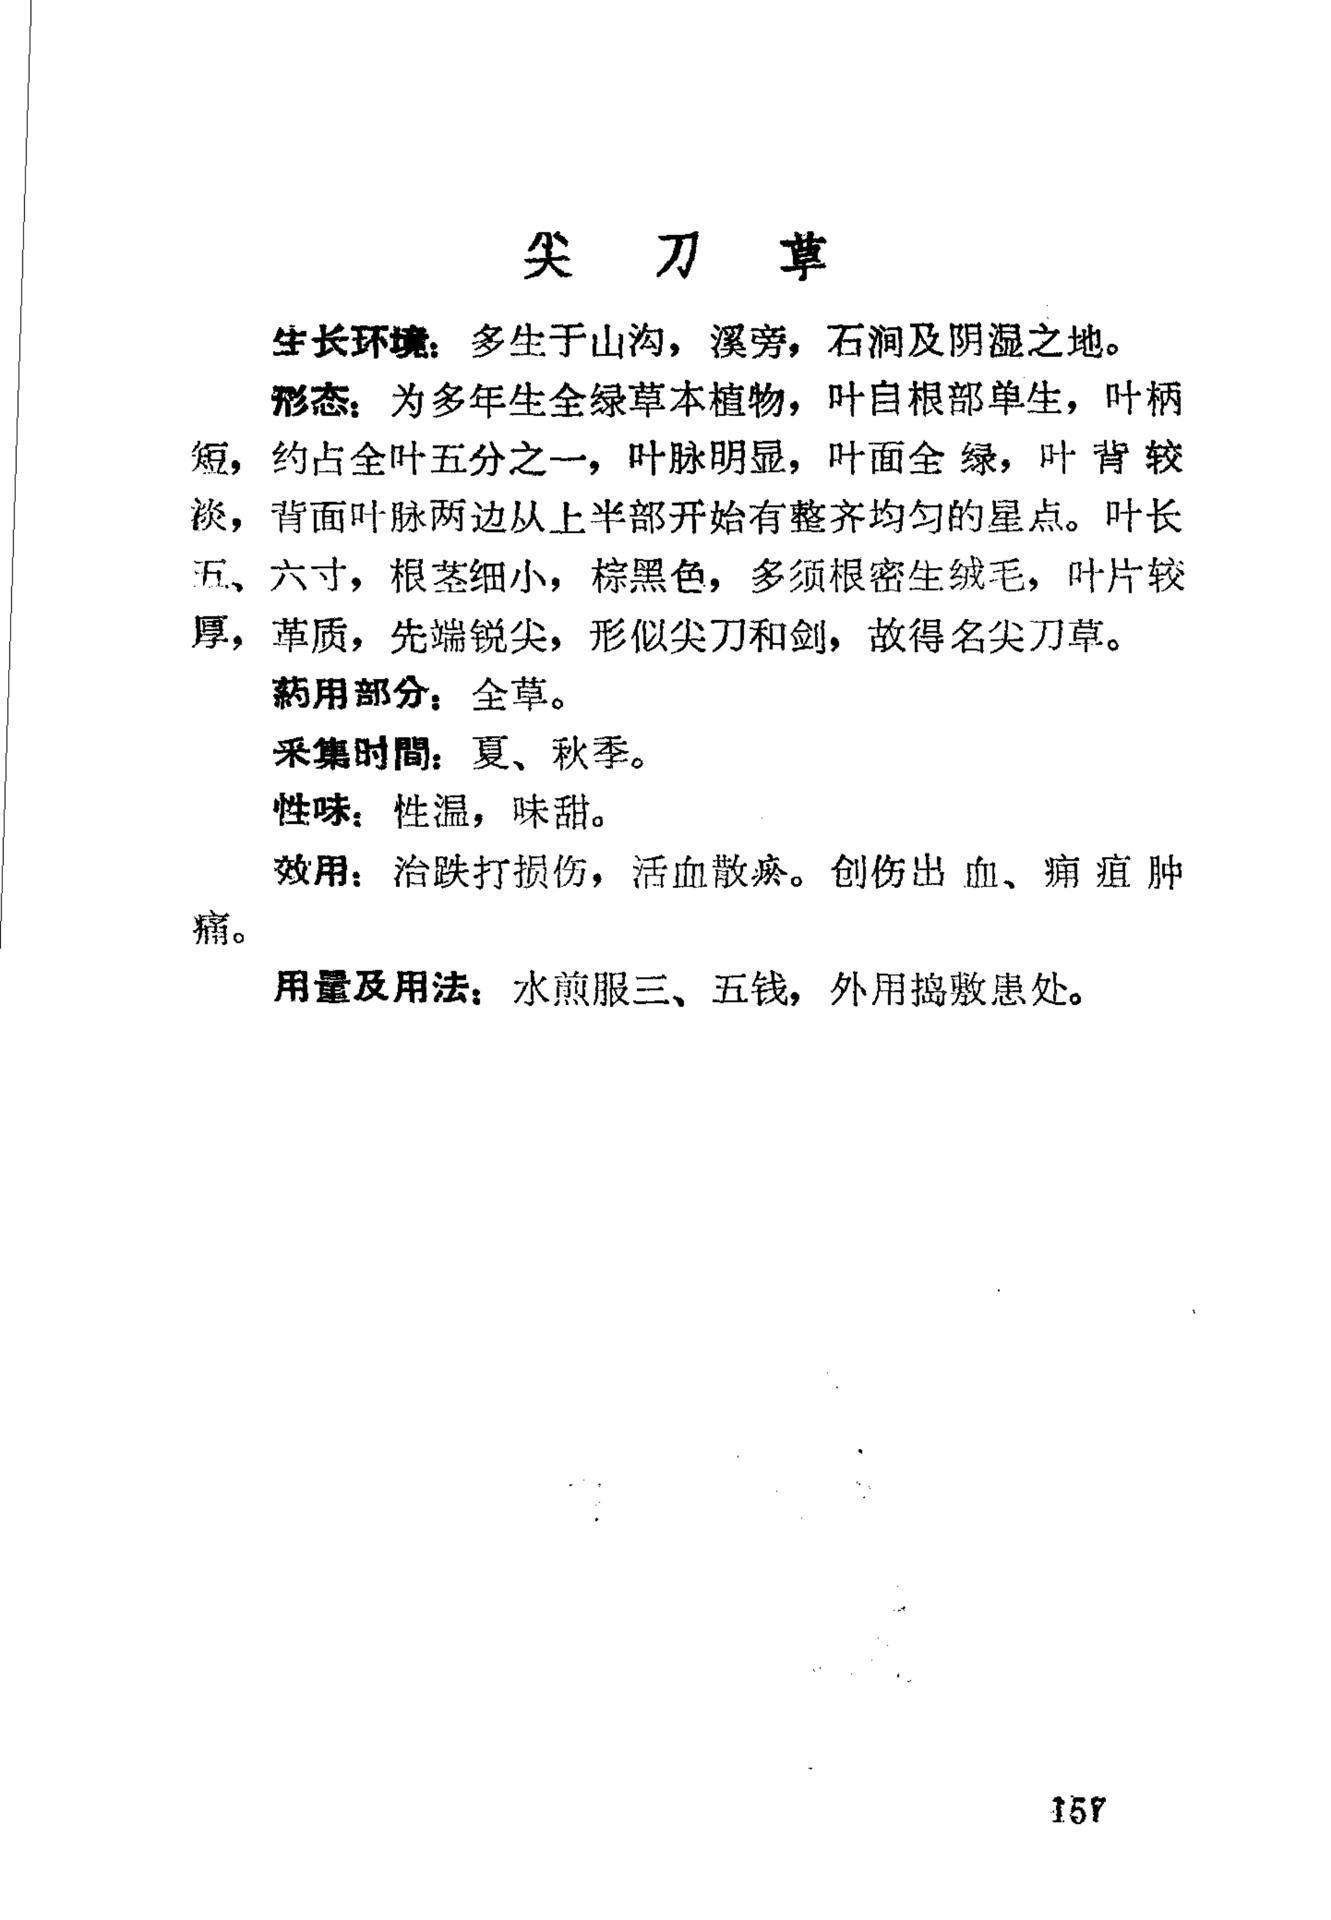 尖刀草
生长环境：多生于山沟，溪旁，石涧及阴湿之地。
形态：为多年生全绿草本植物，叶自根部单生，叶柄
短，约占全叶五分之一，叶脉明显，叶面全绿，叶背较
淡，背面叶脉两边从上半部开始有整齐均匀的星点。叶长
五、六寸，根茎细小，棕黑色，多须根密生绒毛，叶片较
厚，革质，先端锐尖，形似尖刀和剑，故得名尖刀草。
药用部分：全草。
采集时間：夏、秋季。
性味：性温，味甜。
效用：治跌打损伤，活血散瘀。创伤出血、痈疽肿
痛。
用量及用法：水煎服三、五钱，外用捣敷患处。
157